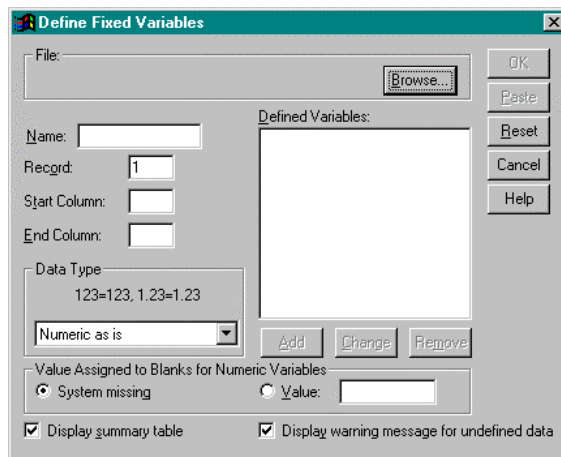 Define Fixed Variables
File:
Browse...
OK
Paste
Reset
Cancel
Help
Name:
Record: 1
Start Column:
End Column:
Defined Variables:
Data Type
123=123, 1.23=1.23
Numeric as is
Add Change Remove
Value Assigned to Blanks for Numeric Variables
System missing Value:
Display summary table Display warning message for undefined data